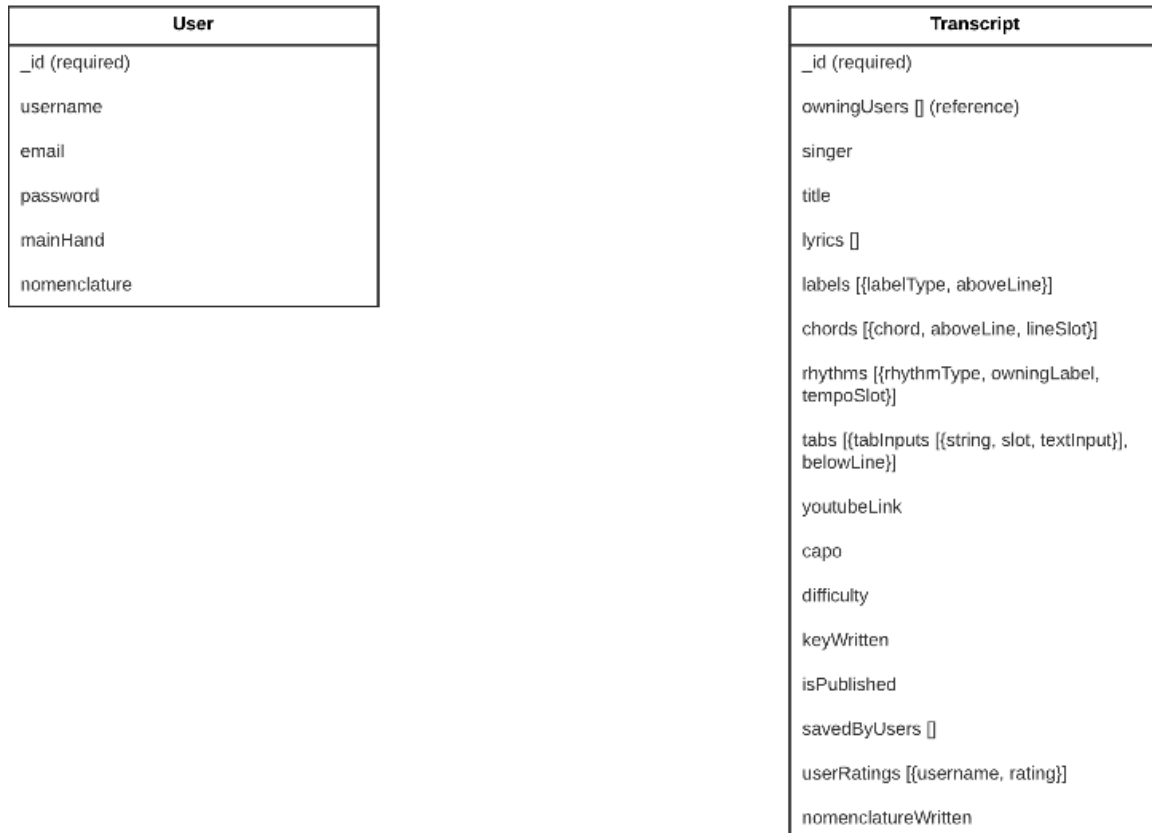 User
_id (required)
username
email
password
mainHand
nomenclature
Transcript
_id (required)
owningUsers [] (reference)
singer
title
lyrics []
labels [{labelType, aboveLine}]
chords [{chord, aboveLine, lineSlot}]
rhythms [{rhythmType, owningLabel,
tempoSlot}]
tabs [{tabInputs [{string, slot, textInput}],
belowLine}]
youtubeLink
capo
difficulty
keyWritten
isPublished
savedByUsers []
userRatings [{username, rating}]
nomenclatureWritten